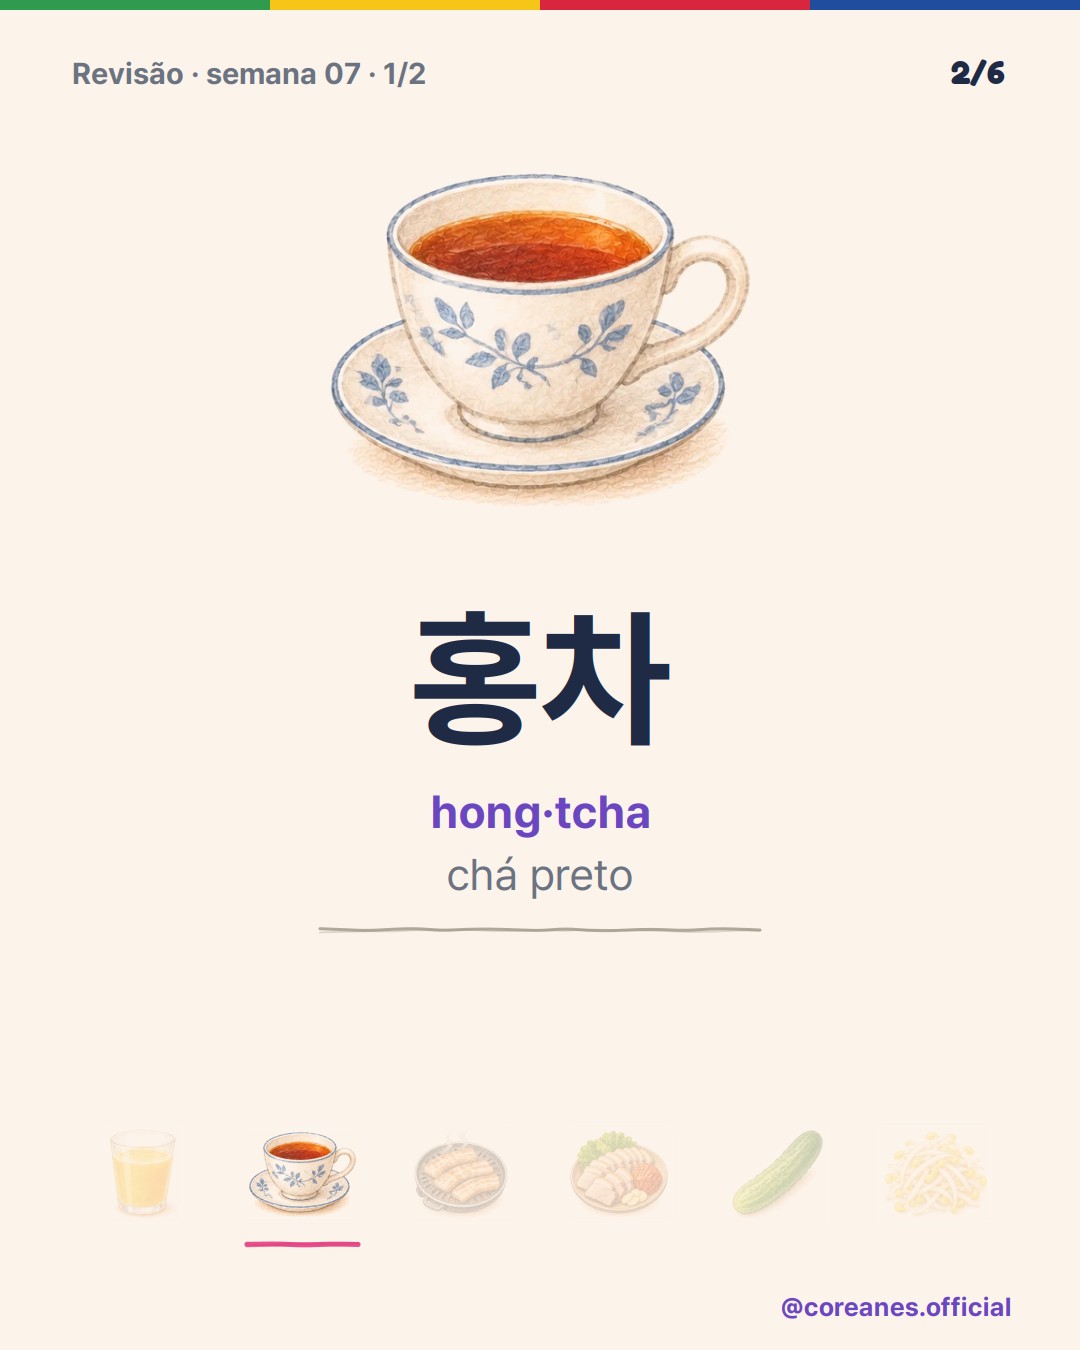 Revisão · semana 07 · 1/2
2/6
홍차
hong·tcha
chá preto
@coreanes.official